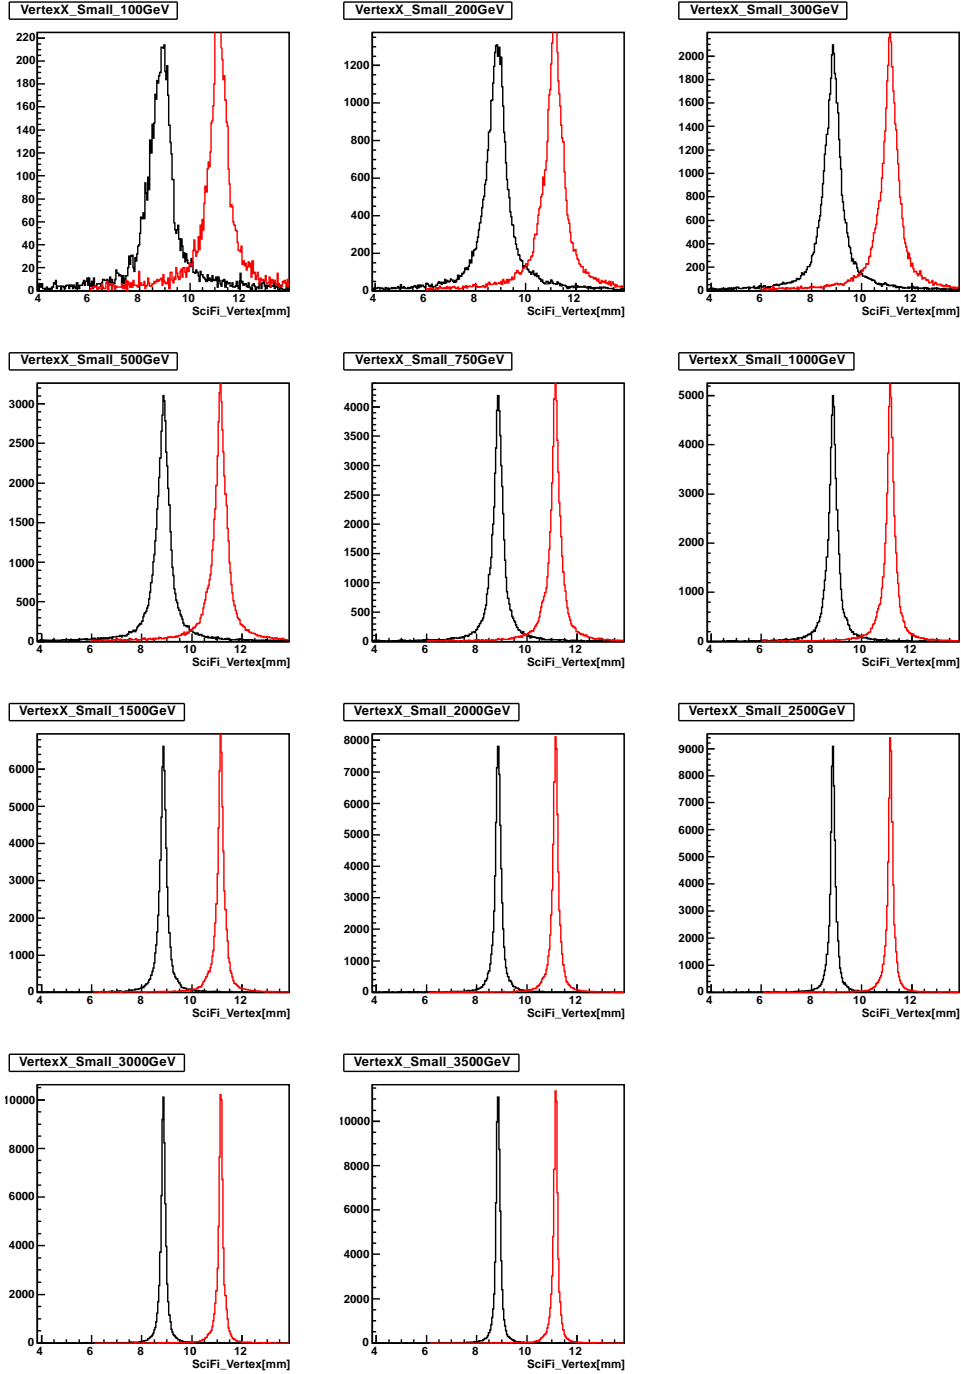 VertexX_Small_100GeV
220
200
180
160
140
120
100
80
60
40
20
0
4 6 8 10 12
SciFi_Vertex[mm]
VertexX_Small_200GeV
1200
1000
800
600
400
200
0
4 6 8 10 12
SciFi_Vertex[mm]
VertexX_Small_300GeV
2000
1800
1600
1400
1200
1000
800
600
400
200
0
4 6 8 10 12
SciFi_Vertex[mm]
VertexX_Small_500GeV
3000
2500
2000
1500
1000
500
0
4 6 8 10 12
SciFi_Vertex[mm]
VertexX_Small_750GeV
4000
3500
3000
2500
2000
1500
1000
500
0
4 6 8 10 12
SciFi_Vertex[mm]
VertexX_Small_1000GeV
5000
4000
3000
2000
1000
0
4 6 8 10 12
SciFi_Vertex[mm]
VertexX_Small_1500GeV
6000
5000
4000
3000
2000
1000
0
4 6 8 10 12
SciFi_Vertex[mm]
VertexX_Small_2000GeV
8000
7000
6000
5000
4000
3000
2000
1000
0
4 6 8 10 12
SciFi_Vertex[mm]
VertexX_Small_2500GeV
9000
8000
7000
6000
5000
4000
3000
2000
1000
0
4 6 8 10 12
SciFi_Vertex[mm]
VertexX_Small_3000GeV
10000
8000
6000
4000
2000
0
4 6 8 10 12
SciFi_Vertex[mm]
VertexX_Small_3500GeV
10000
8000
6000
4000
2000
0
4 6 8 10 12
SciFi_Vertex[mm]